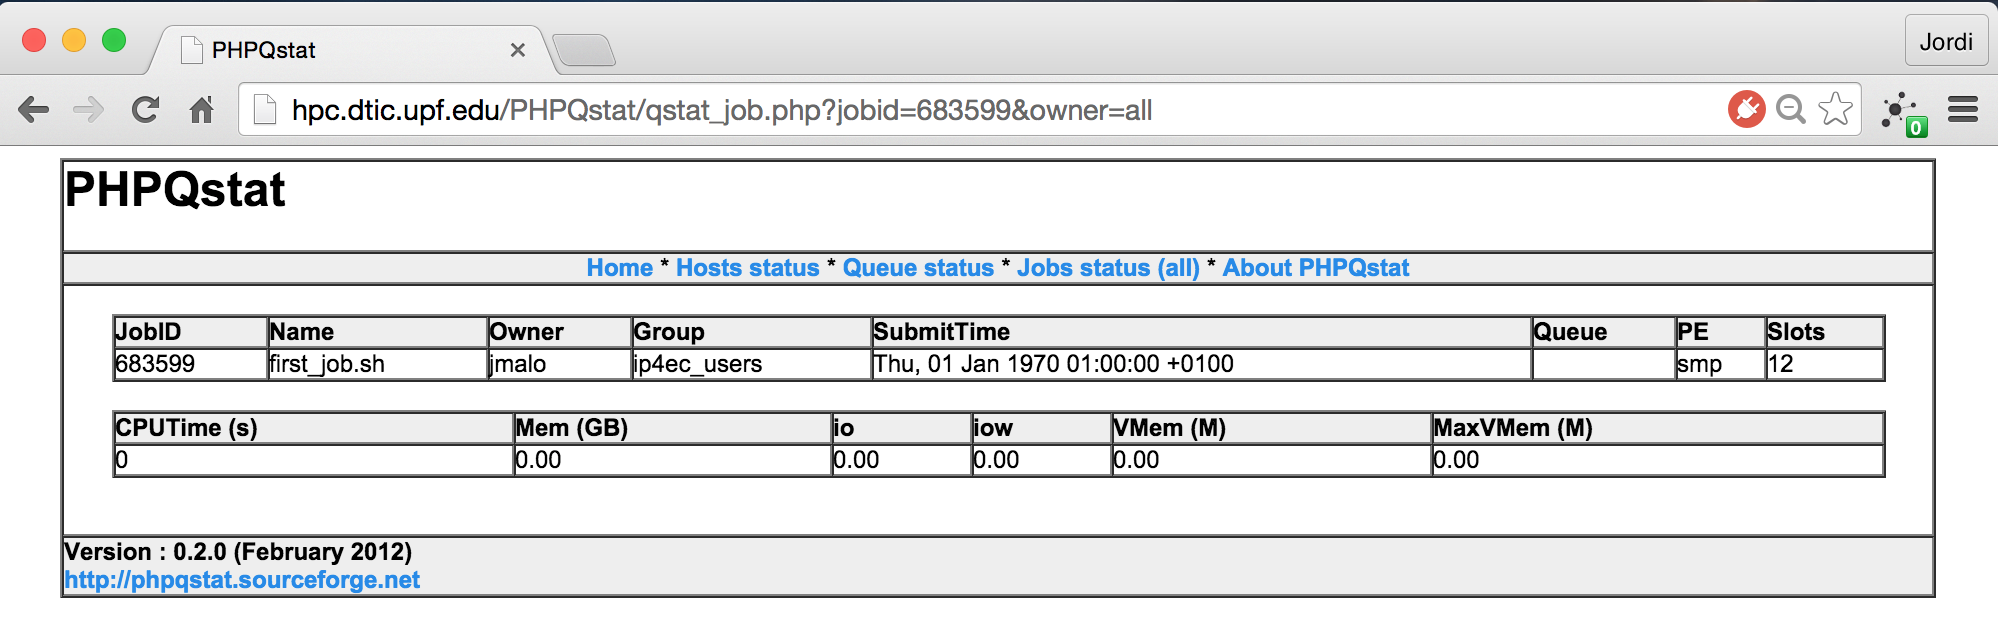 PHPQstat
Jordi
hpc.dtic.upf.edu/PHPQstat/qstat_job.php?jobid=683599&owner=all
0
PHPQstat
Home * Hosts status * Queue status * Jobs status (all) * About PHPQstat
JobID Name Owner Group SubmitTime Queue PE Slots
683599 first_job.sh jmalo ip4ec_users Thu, 01 Jan 1970 01:00:00 +0100 smp 12
CPUTime (s) Mem (GB) io iow VMem (M) MaxVMem (M)
0 0.00 0.00 0.00 0.00 0.00
Version : 0.2.0 (February 2012)
http://phpqstat.sourceforge.net